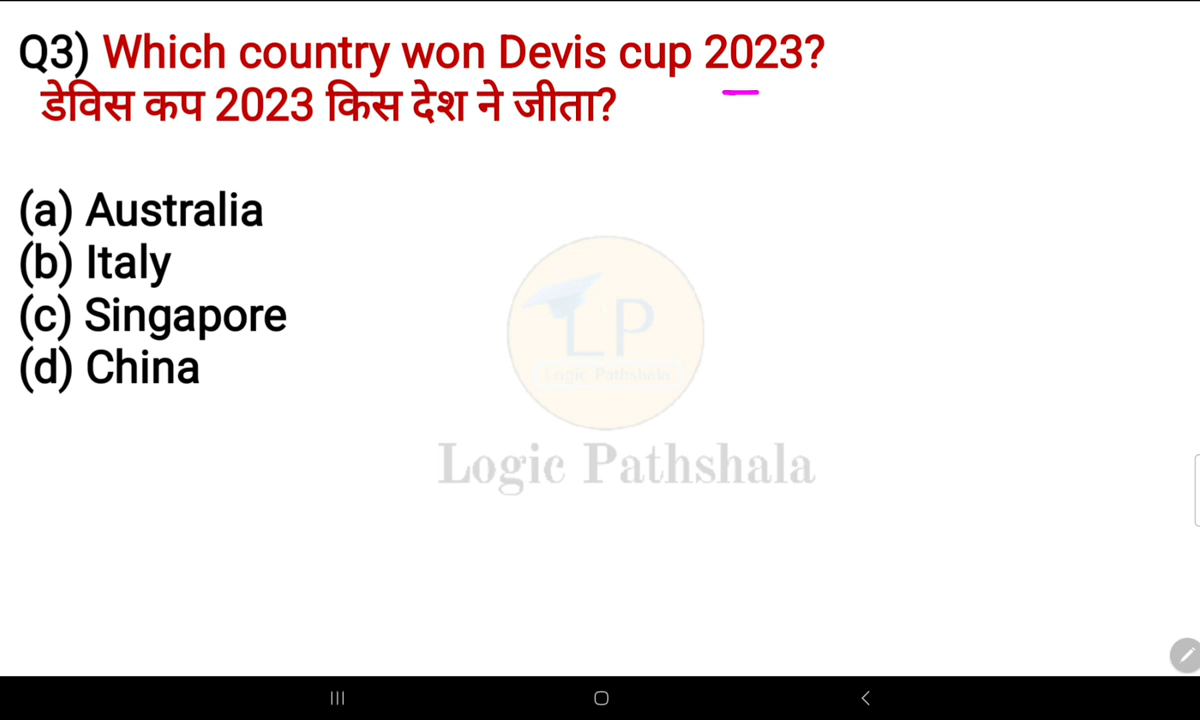 Q3) Which country won Devis cup 2023?
डेविस कप 2023 किस देश ने जीता?
(a) Australia
(b) Italy
(c) Singapore
(d) China
LP
Logic Pathshala
Logic Pathshala